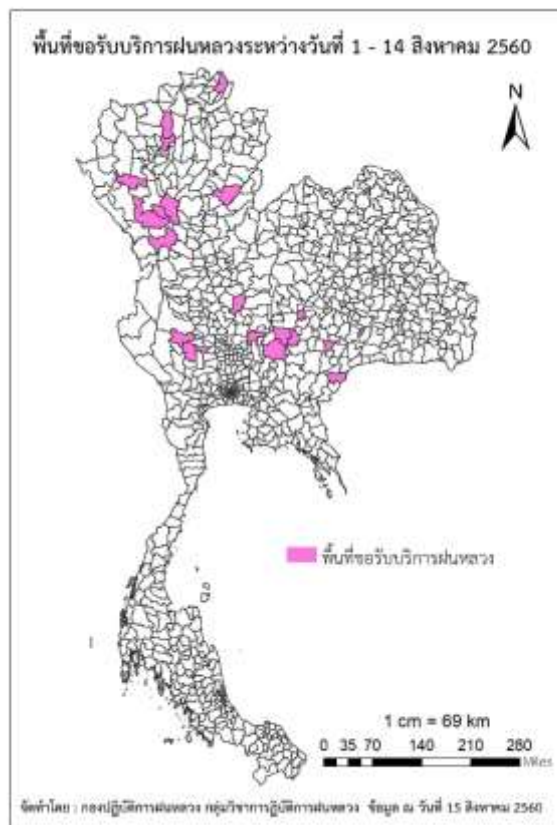 พื้นที่ขอรับบริการฝนหลวงระหว่างวันที่ 1 - 14 สิงหาคม 2560
N
พื้นที่ขอรับบริการฝนหลวง
1 cm = 69 km
0 35 70 140 210 280
Miles
จัดทำโดย : กองปฏิบัติการฝนหลวง กลุ่มวิชาการปฏิบัติการฝนหลวง ข้อมูล ณ วันที่ 15 สิงหาคม 2560